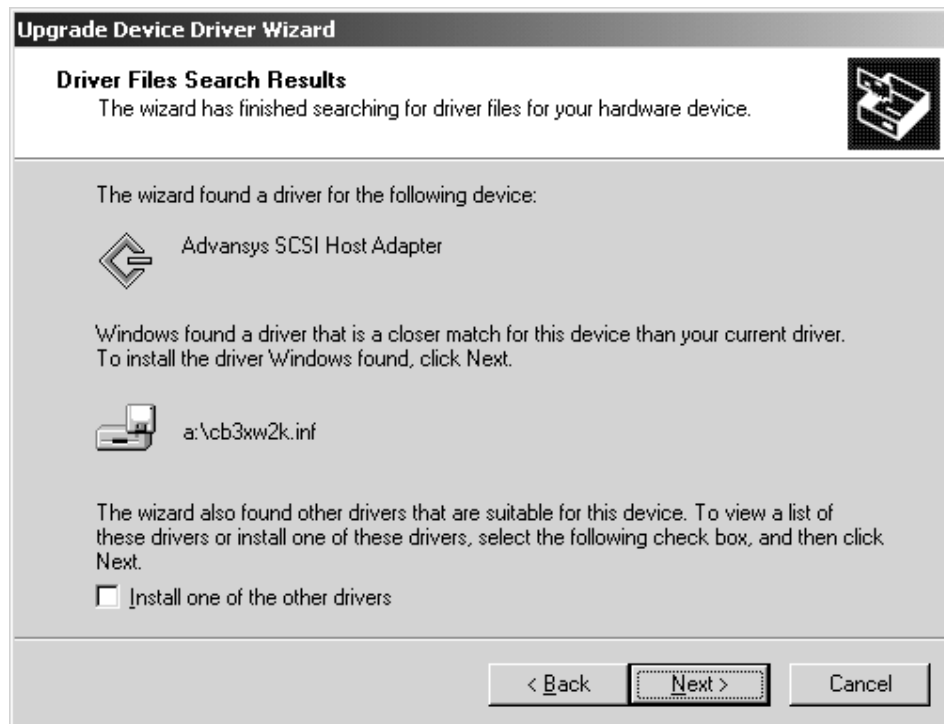 Upgrade Device Driver Wizard
Driver Files Search Results
The wizard has finished searching for driver files for your hardware device.
The wizard found a driver for the following device:
Advansys SCSI Host Adapter
Windows found a driver that is a closer match for this device than your current driver.
To install the driver Windows found, click Next.
a:\cb3xw2k.inf
The wizard also found other drivers that are suitable for this device. To view a list of
these drivers or install one of these drivers, select the following check box, and then click
Next.
Install one of the other drivers
< Back
Next >
Cancel